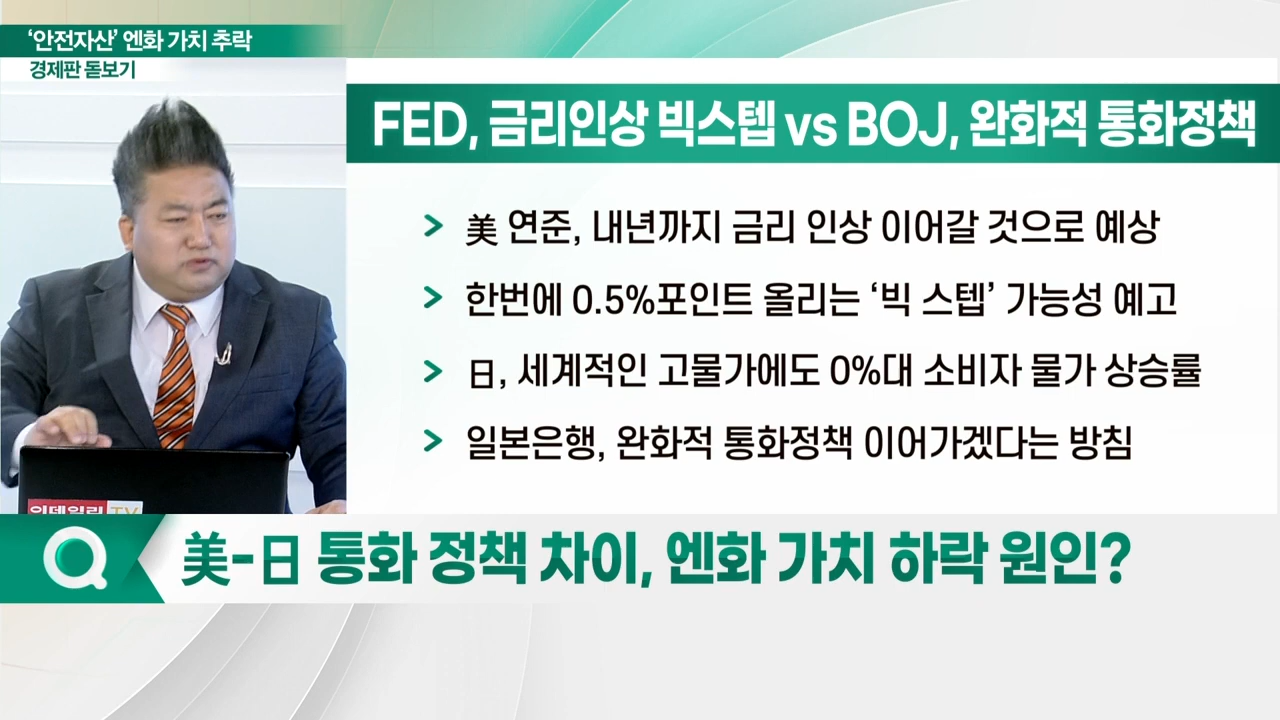 ‘안전자산’ 엔화 가치 추락
경제판 돋보기
FED, 금리인상 빅스텝 vs BOJ, 완화적 통화정책
> 美 연준, 내년까지 금리 인상 이어갈 것으로 예상
> 한번에 0.5%포인트 올리는 ‘빅 스텝’ 가능성 예고
> 日, 세계적인 고물가에도 0%대 소비자 물가 상승률
> 일본은행, 완화적 통화정책 이어가겠다는 방침
이데일리 TV
Q 美-日 통화 정책 차이, 엔화 가치 하락 원인?